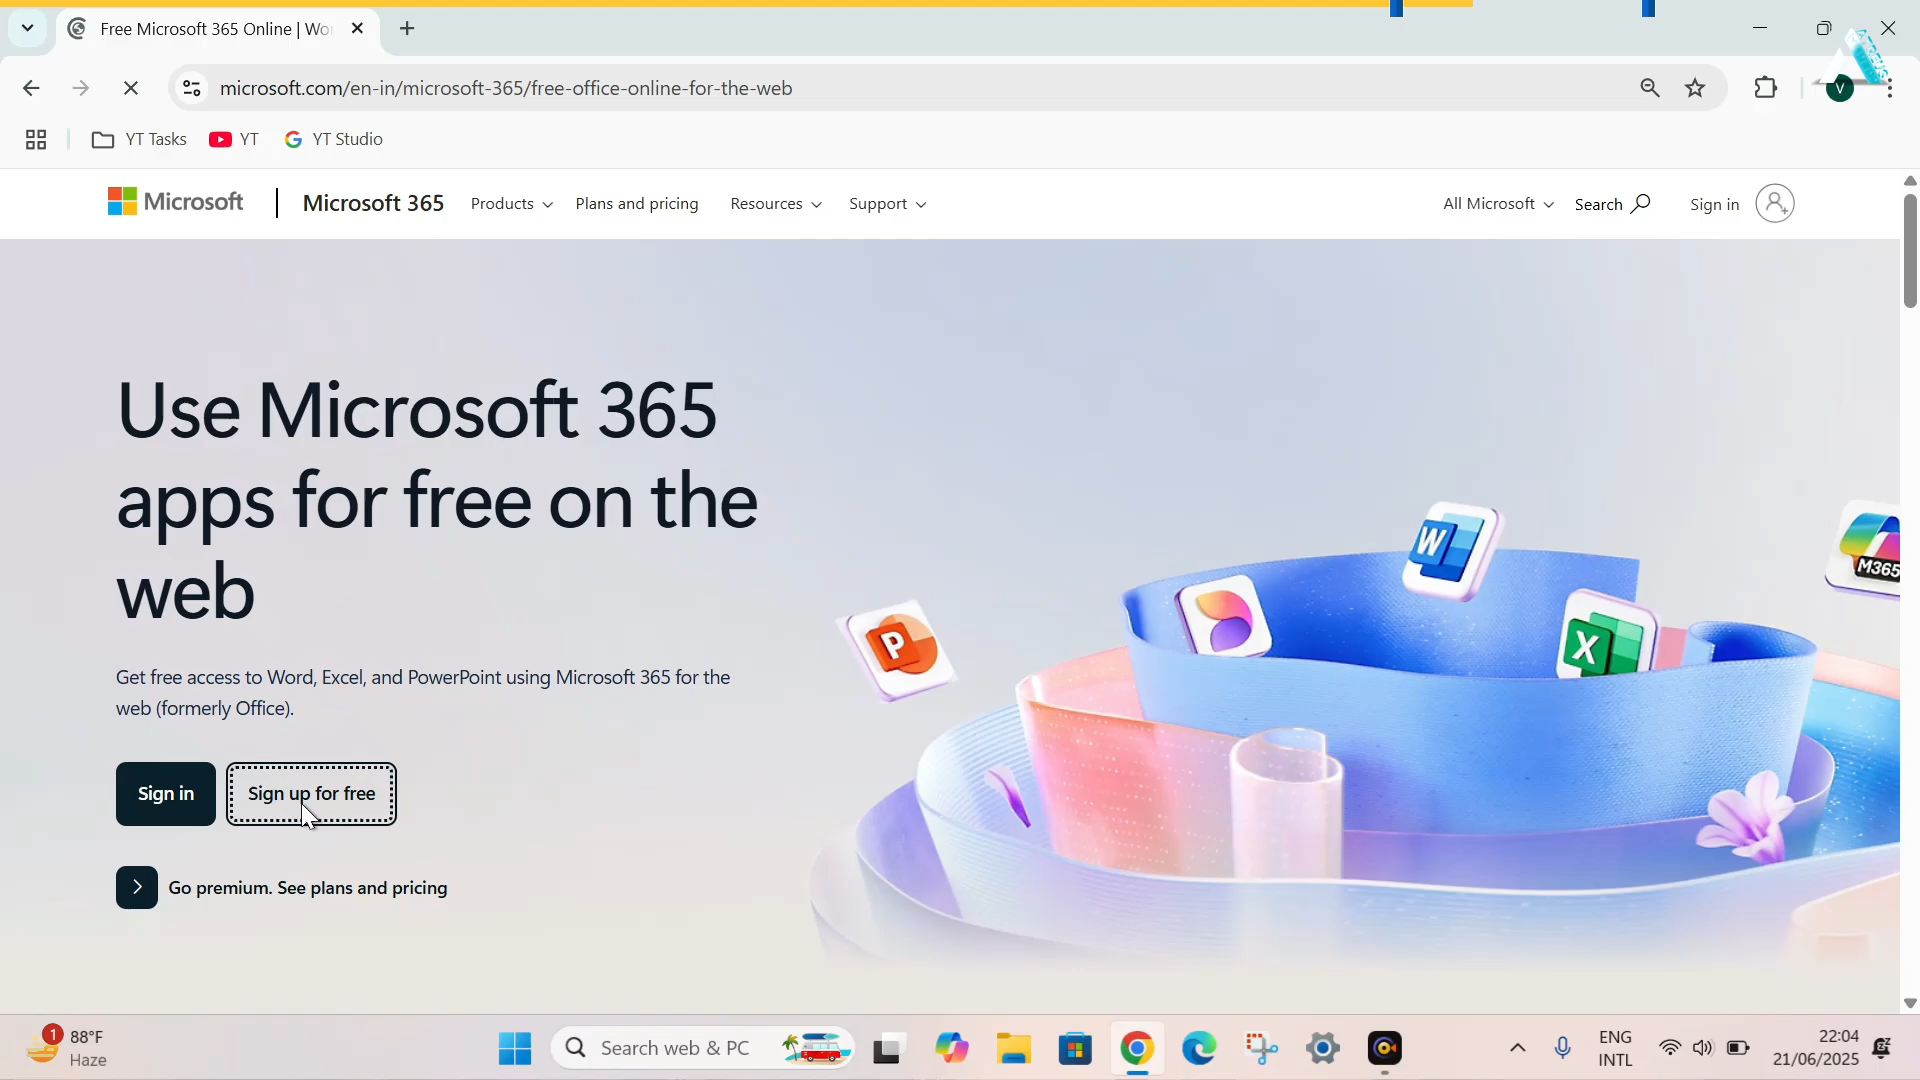 Free Microsoft 365 Online | Wo
microsoft.com/en-in/microsoft-365/free-office-online-for-the-web
V
YT Tasks
YT
YT Studio
Microsoft
Microsoft 365
Products
Plans and pricing
Resources
Support
All Microsoft
Search
Sign in
Use Microsoft 365
apps for free on the
web
Get free access to Word, Excel, and PowerPoint using Microsoft 365 for the
web (formerly Office).
Sign in
Sign up for free
Go premium. See plans and pricing
P
W
X
M365
1
88°F
Haze
Search web & PC
ENG
INTL
22:04
21/06/2025